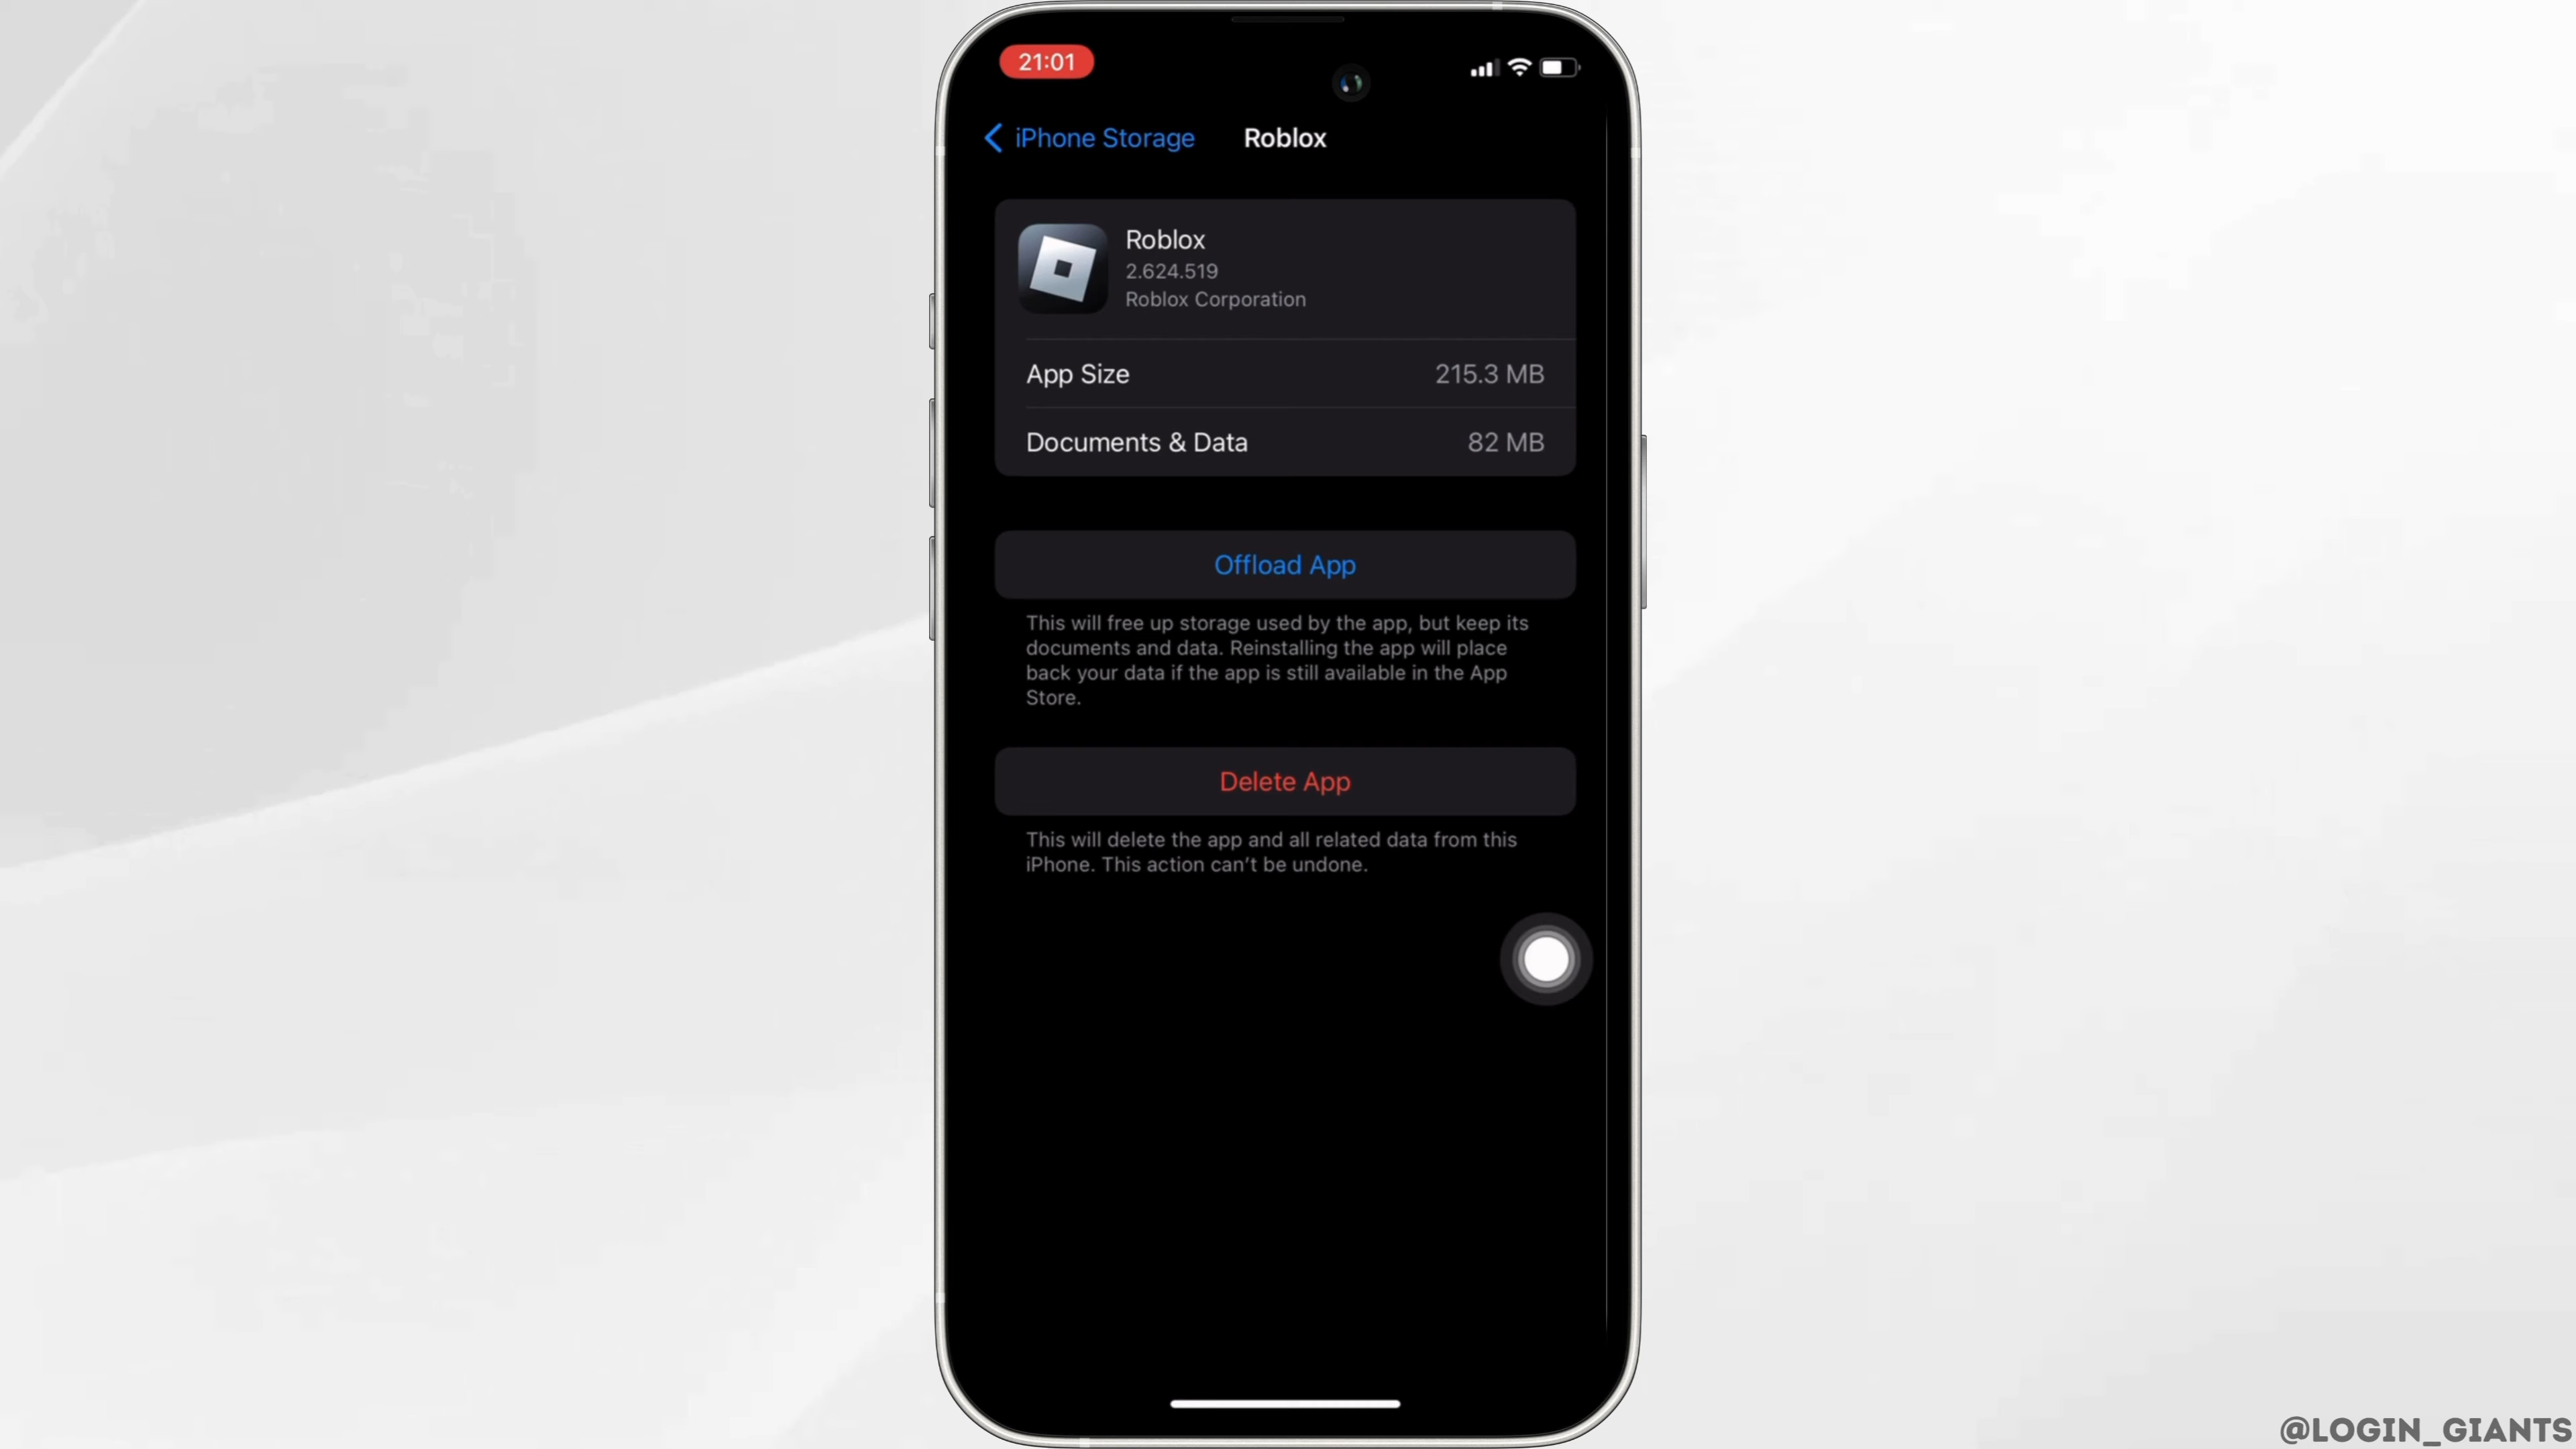 21:01
iPhone Storage
Roblox
Roblox
2.624.519
Roblox Corporation
App Size 215.3 MB
Documents & Data 82 MB
Offload App
This will free up storage used by the app, but keep its
documents and data. Reinstalling the app will place
back your data if the app is still available in the App
Store.
Delete App
This will delete the app and all related data from this
iPhone. This action can't be undone.
@LOGIN_GIANTS